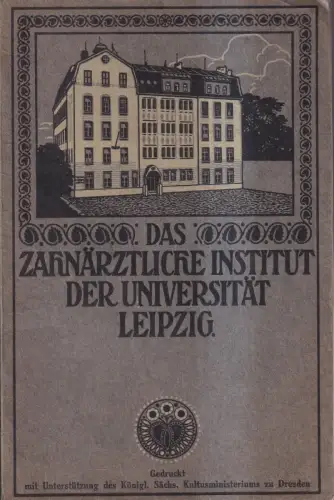 DAS
ZAHNÄRZTLICHE INSTITUT
DER UNIVERSITÄT
LEIPZIG.
Gedruckt
mit Unterstützung des Königl. Sächs. Kultusministeriums zu Dresden